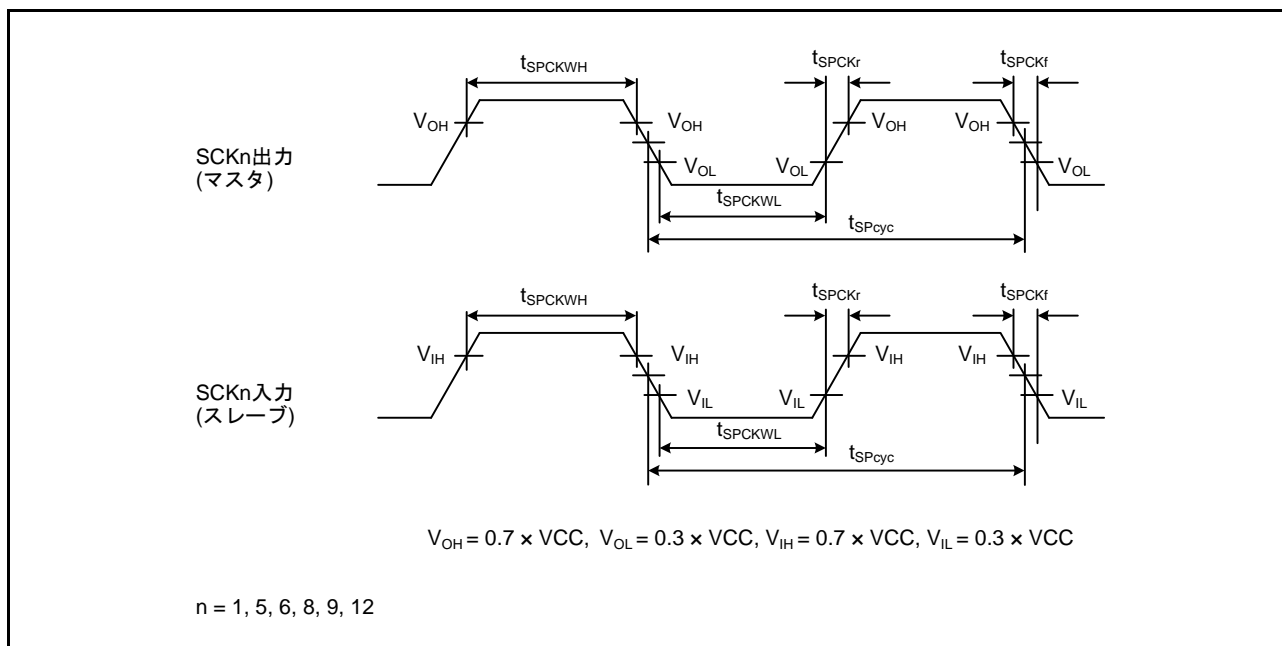 tSPCKWH tSPCKr tSPCKf
VOH VOH VOH VOH
SCKn出力
(マスタ)
VOL VOL VOL
tSPCKWL
tSPcyc
tSPCKWH tSPCKr tSPCKf
VIH VIH VIH VIH
SCKn入力
(スレーブ)
VIL VIL VIL
tSPCKWL
tSPcyc
VOH = 0.7 × VCC, VOL = 0.3 × VCC, VIH = 0.7 × VCC, VIL = 0.3 × VCC
n = 1, 5, 6, 8, 9, 12